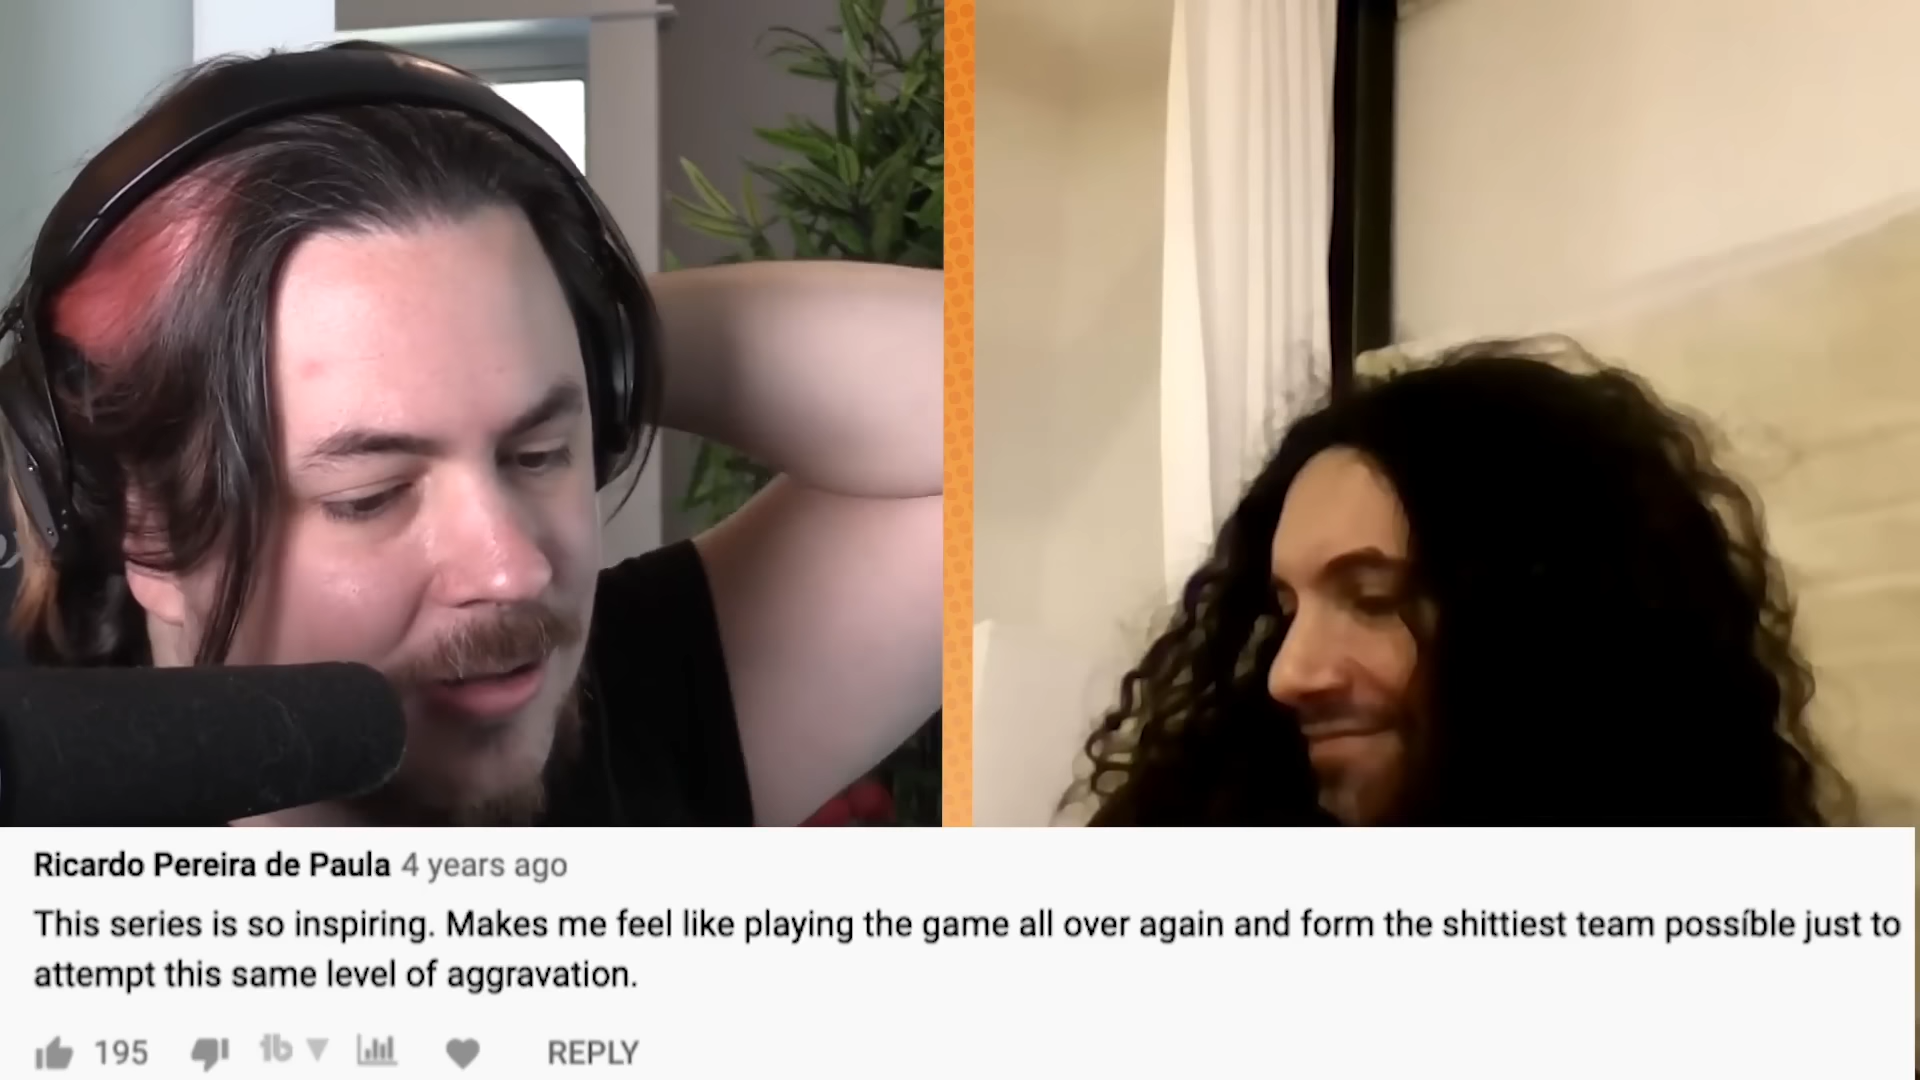 Ricardo Pereira de Paula 4 years ago
This series is so inspiring. Makes me feel like playing the game all over again and form the shittiest team possíble just to
attempt this same level of aggravation.
195 REPLY